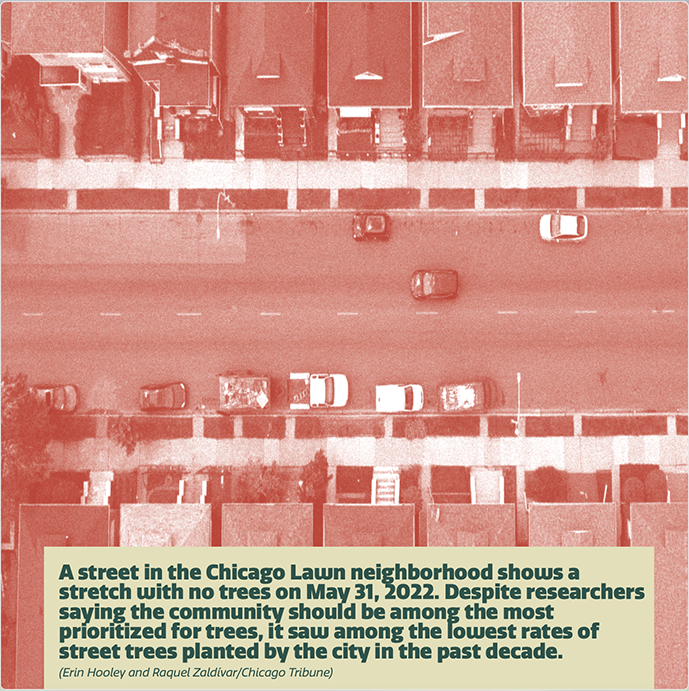 A street in the Chicago Lawn neighborhood shows a
stretch with no trees on May 31, 2022. Despite researchers
saying the community should be among the most
prioritized for trees, it saw among the lowest rates of
street trees planted by the city in the past decade.
(Erin Hooley and Raquel Zaldívar/Chicago Tribune)